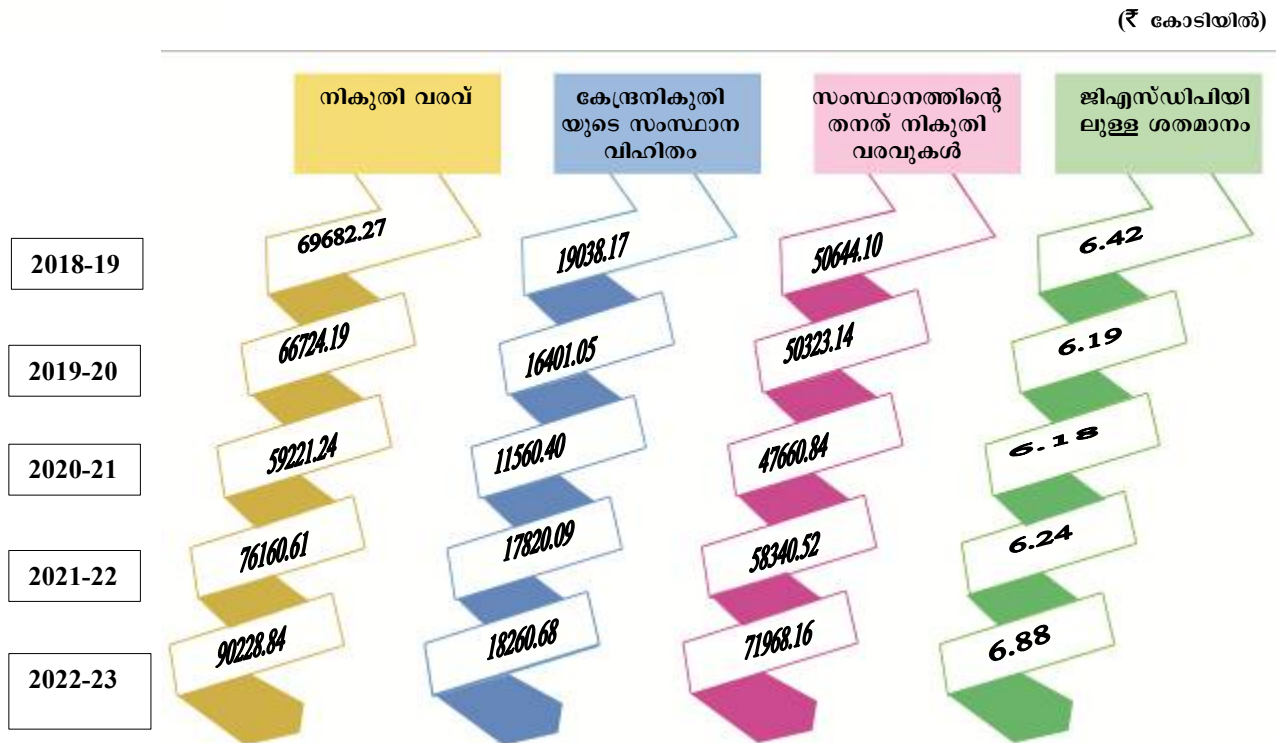 (₹ കോടിയിൽ)
നികുതി വരവ്
കേന്ദ്രനികുതി
യുടെ സംസ്ഥാന
വിഹിതം
സംസ്ഥാനത്തിന്റെ
തനത് നികുതി
വരവുകൾ
ജിഎസ്ഡിപിയി
ലുള്ള ശതമാനം
2018-19 69682.27 19038.17 50644.10 6.42
2019-20 66724.19 16401.05 50323.14 6.19
2020-21 59221.24 11560.40 47660.84 6.18
2021-22 76160.61 17820.09 58340.52 6.24
2022-23 90228.84 18260.68 71968.16 6.88